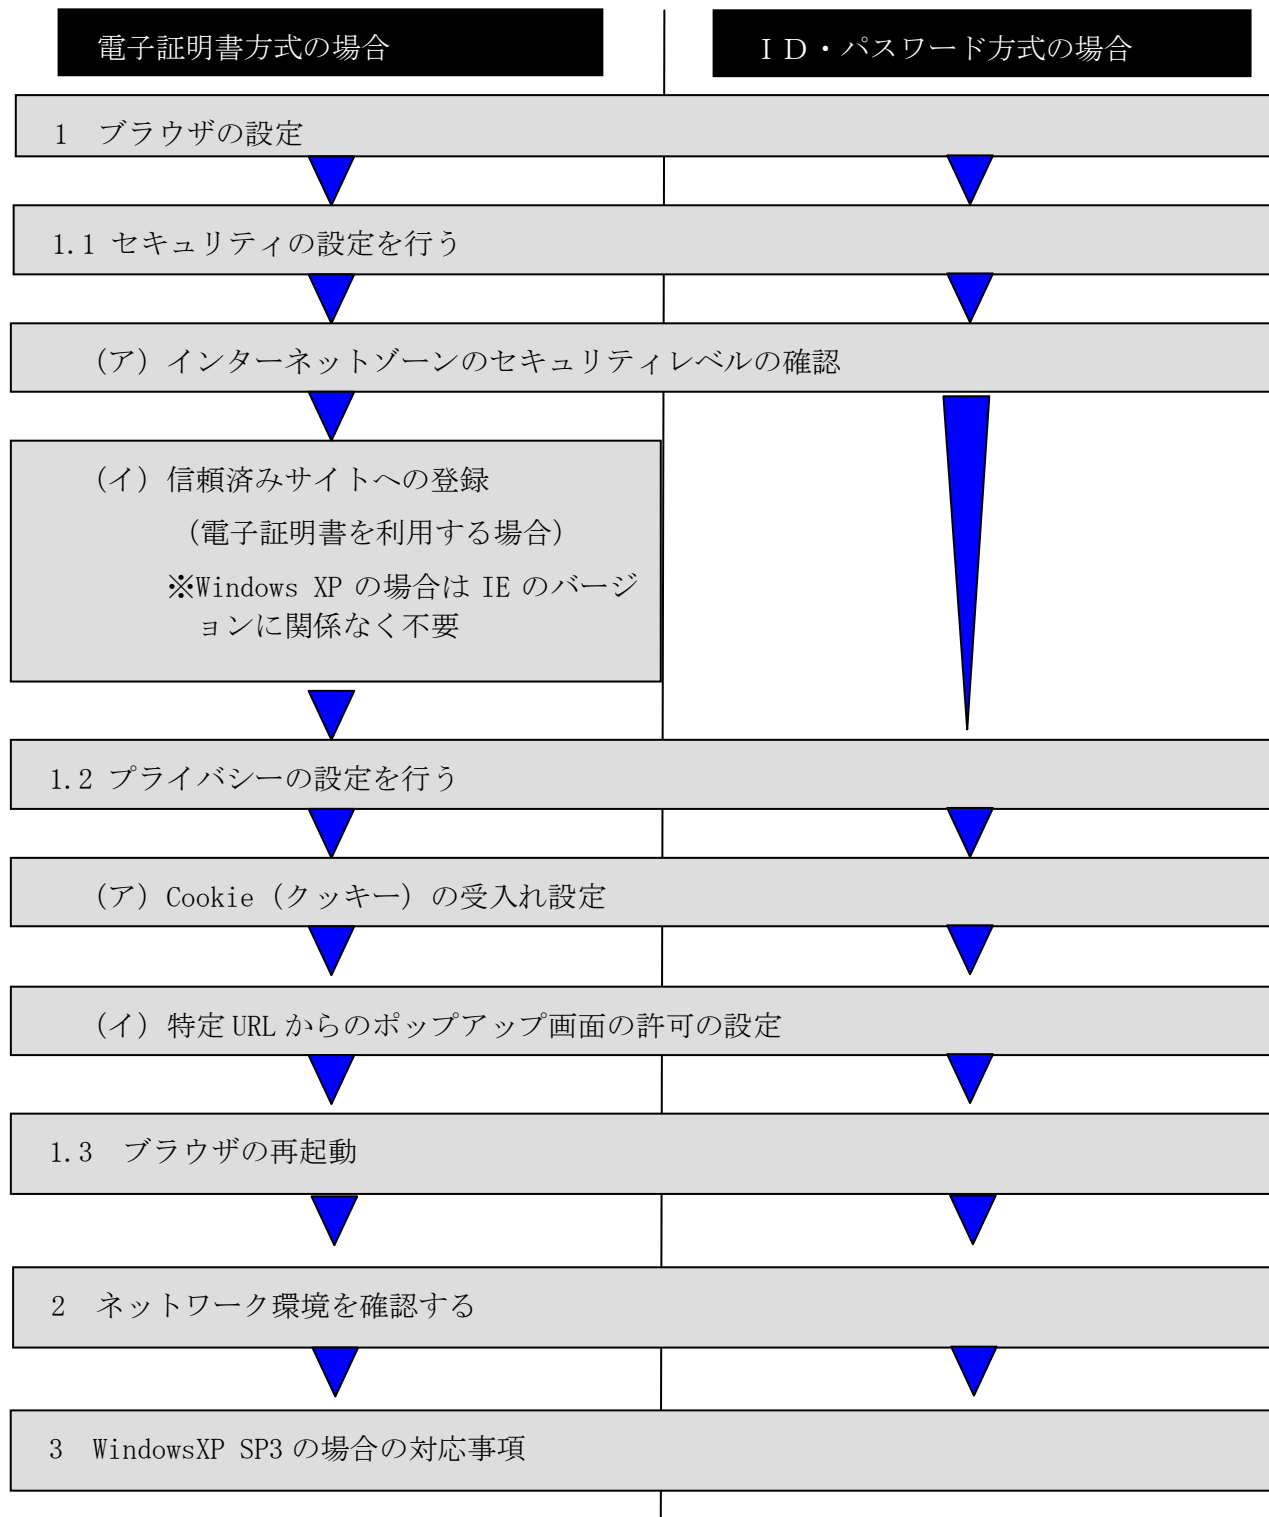 電子証明書方式の場合
ＩＤ・パスワード方式の場合
1　ブラウザの設定
1.1 セキュリティの設定を行う
（ア）インターネットゾーンのセキュリティレベルの確認
（イ）信頼済みサイトへの登録
（電子証明書を利用する場合）
※Windows XP の場合は IE のバージ
ョンに関係なく不要
1.2 プライバシーの設定を行う
（ア）Cookie（クッキー）の受入れ設定
（イ）特定 URL からのポップアップ画面の許可の設定
1.3　ブラウザの再起動
2　ネットワーク環境を確認する
3　WindowsXP SP3 の場合の対応事項